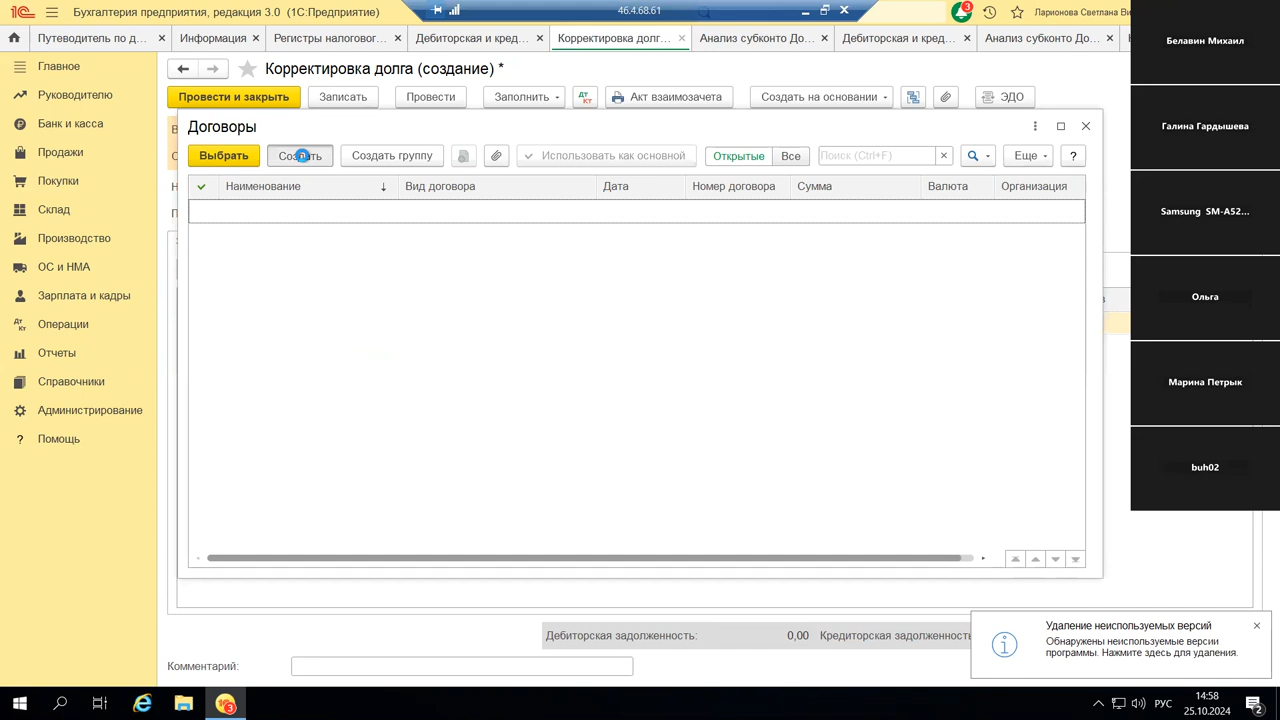 Бухгалтерия предприятия, редакция 3.0 (1С:Предприятие)
46.4.68.61
3
Ларионова Светлана Ви
Путеводитель по д... ×
Информация ×
Регистры налогового... ×
Дебиторская и кред... ×
Корректировка долг... ×
Анализ субконто До... ×
Дебиторская и кред... ×
Анализ субконто До... ×
Главное
Руководителю
Банк и касса
Продажи
Покупки
Склад
Производство
ОС и НМА
Зарплата и кадры
Операции
Отчеты
Справочники
Администрирование
Помощь
Корректировка долга (создание) *
Провести и закрыть
Записать
Провести
Заполнить
Дт Кт
Акт взаимозачета
Создать на основании
ЭДО
Договоры
Выбрать
Создать
Создать группу
Использовать как основной
Открытые
Все
Поиск (Ctrl+F)
×
Еще
?
Наименование ↓
Вид договора
Дата
Номер договора
Сумма
Валюта
Организация
Дебиторская задолженность: 0,00
Кредиторская задолженность
Комментарий:
Удаление неиспользуемых версий
Обнаружены неиспользуемые версии
программы. Нажмите здесь для удаления.
Белавин Михаил
Галина Гардышева
Samsung SM-A52...
Ольга
Марина Петрык
buh02
3
РУС
14:58
25.10.2024
2